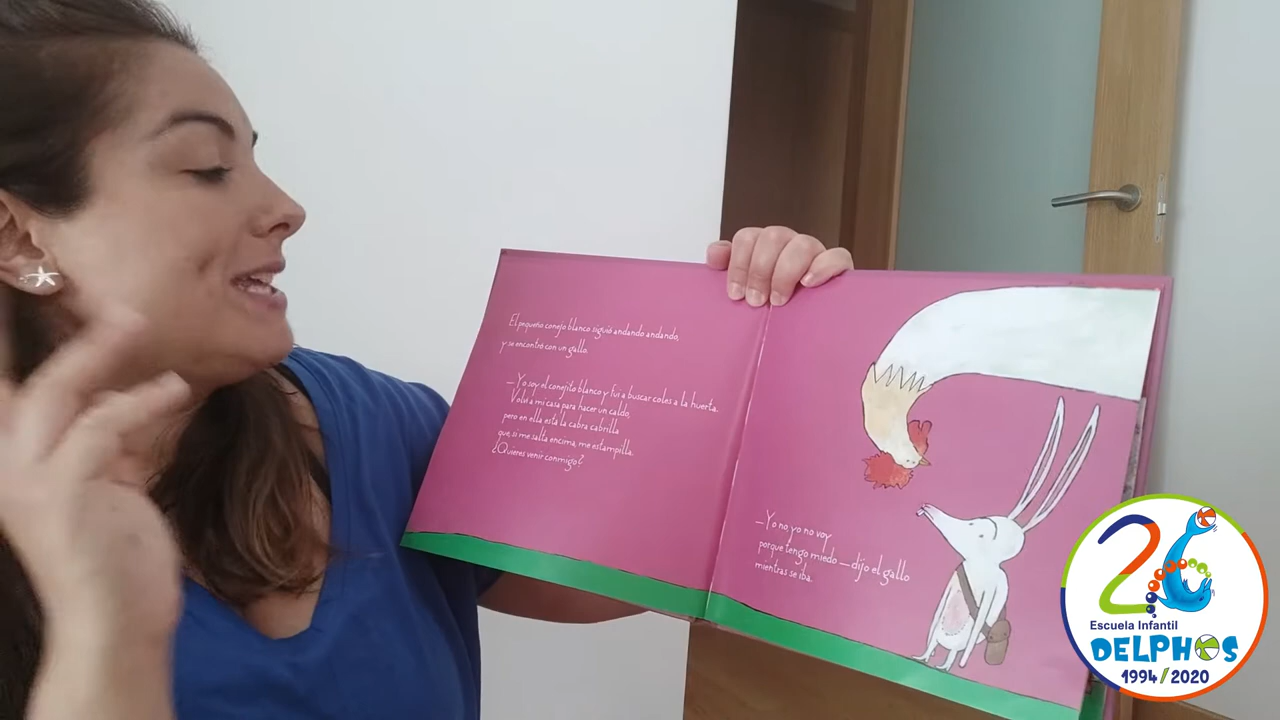 El pequeño conejo blanco siguió andando andando,
y se encontró con un gallo.
—Yo soy el conejito blanco y fui a buscar coles a la huerta.
Volví a mi casa para hacer un caldo,
pero en ella está la cabra cabrilla
que, si me salta encima, me estampilla.
¿Quieres venir conmigo?
—Yo no, yo no voy
porque tengo miedo —dijo el gallo
mientras se iba.
26
Escuela Infantil
DELPHOS
1994/2020